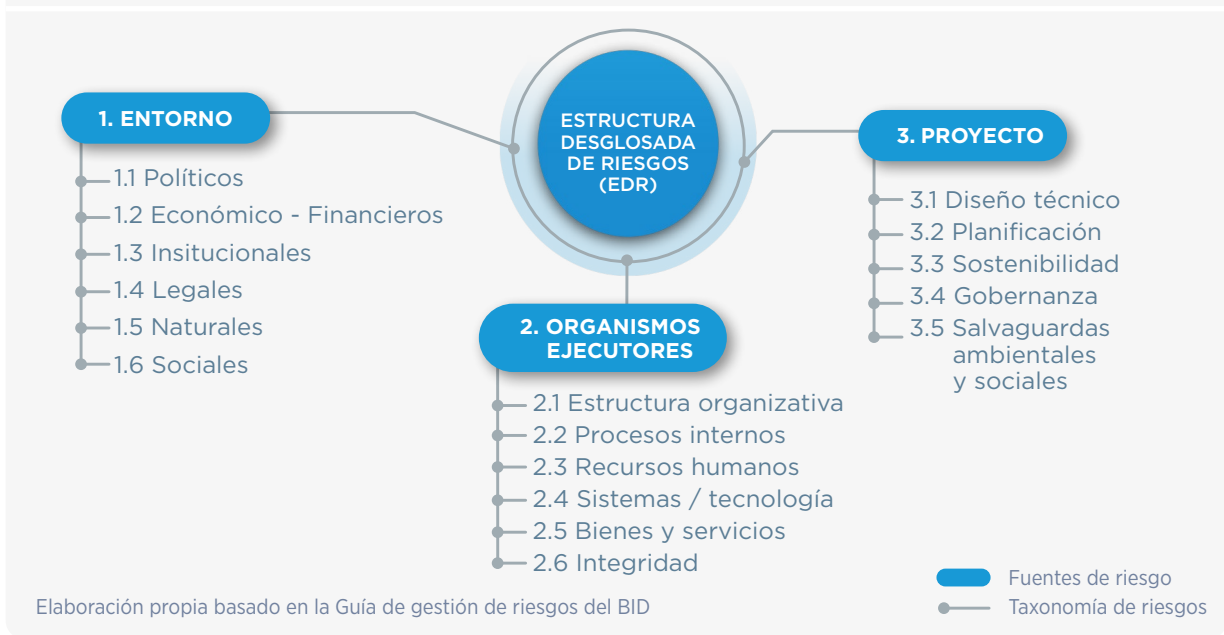 ESTRUCTURA
DESGLOSADA
DE RIESGOS
(EDR)
1. ENTORNO
1.1 Políticos
1.2 Económico - Financieros
1.3 Insitucionales
1.4 Legales
1.5 Naturales
1.6 Sociales
2. ORGANISMOS
EJECUTORES
2.1 Estructura organizativa
2.2 Procesos internos
2.3 Recursos humanos
2.4 Sistemas / tecnología
2.5 Bienes y servicios
2.6 Integridad
3. PROYECTO
3.1 Diseño técnico
3.2 Planificación
3.3 Sostenibilidad
3.4 Gobernanza
3.5 Salvaguardas
ambientales
y sociales
Fuentes de riesgo
Taxonomía de riesgos
Elaboración propia basado en la Guía de gestión de riesgos del BID